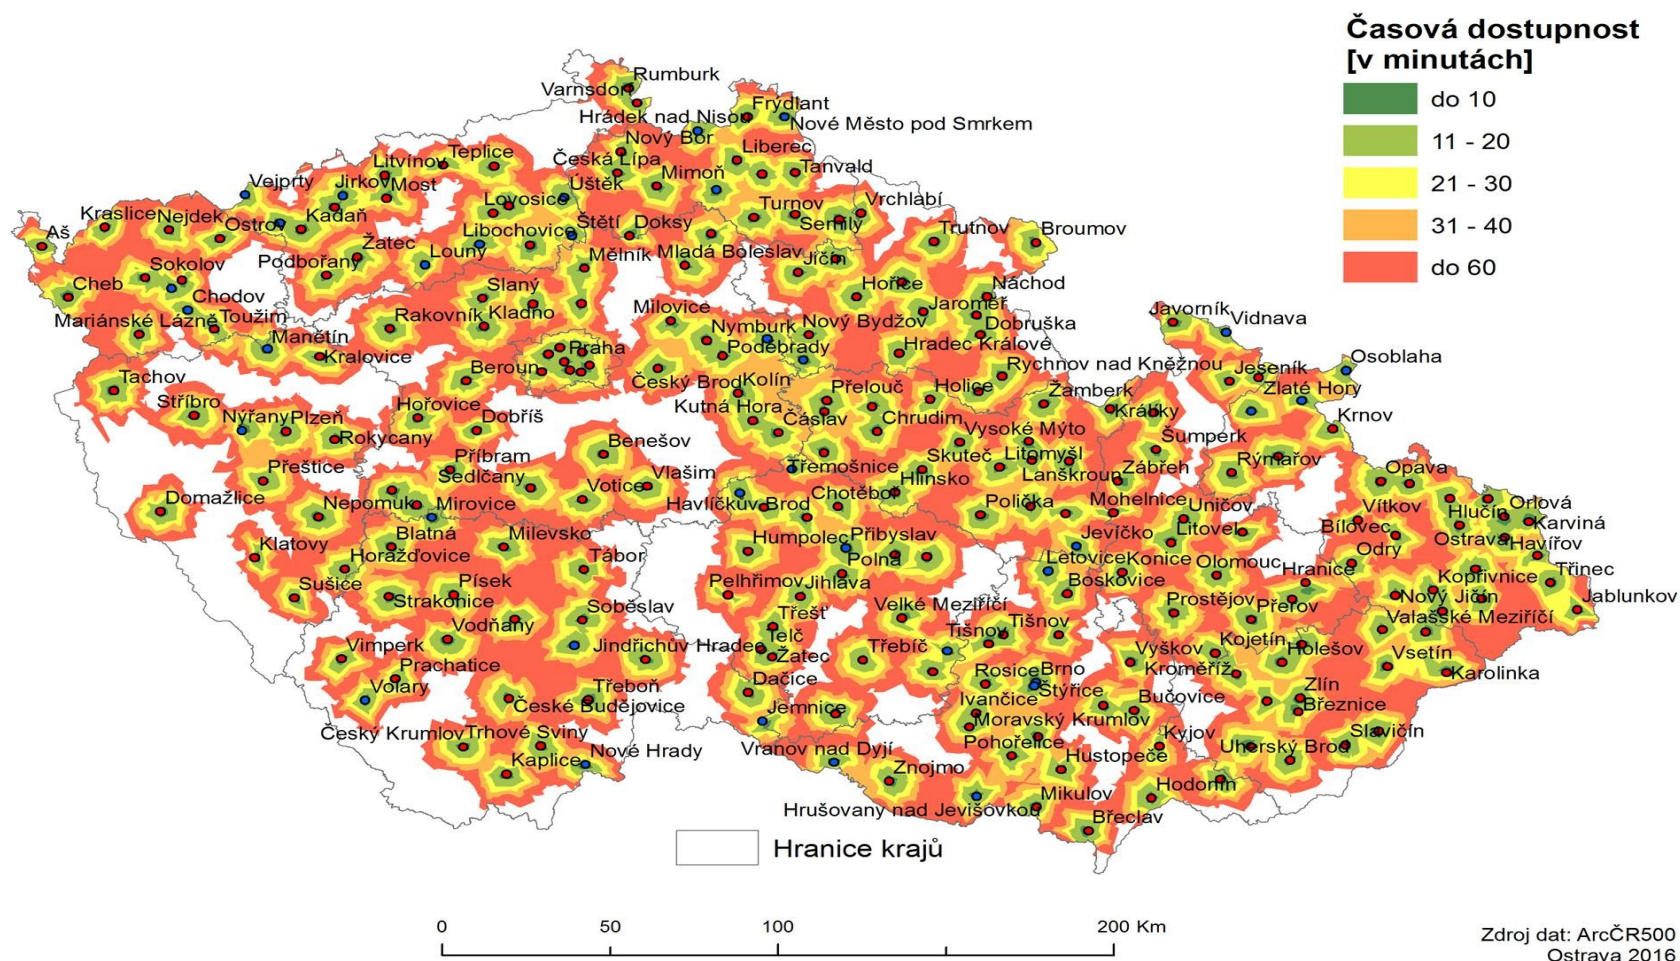 Časová dostupnost
[v minutách]
do 10
11 - 20
21 - 30
31 - 40
do 60
Rumburk
Varnsdorf
Frýdlant
Hrádek nad Nisou
Nové Město pod Smrkem
Nový Bor
Liberec
Teplice
Litvínov
Česká Lípa
Tanvald
Mimoň
Vejprty
Jirkov
Most
Úštěk
Lovosice
Turnov
Vrchlabí
Kraslice
Nejdek
Ostrov
Kadaň
Štětí
Doksy
Semily
Aš
Libochovice
Trutnov
Broumov
Žatec
Louny
Mělník
Mladá Boleslav
Jičín
Podbořany
Sokolov
Cheb
Chodov
Slaný
Hořice
Náchod
Mariánské Lázně
Toužim
Rakovník
Kladno
Milovice
Jaroměř
Javorník
Vidnava
Nymburk
Nový Bydžov
Dobruška
Manětín
Kralovice
Praha
Poděbrady
Hradec Králové
Osoblaha
Beroun
Rychnov nad Kněžnou
Jeseník
Tachov
Český Brod
Kolín
Přelouč
Holice
Žamberk
Zlaté Hory
Stříbro
Hořovice
Dobříš
Kutná Hora
Čáslav
Chrudim
Králíky
Krnov
Nýřany
Plzeň
Rokycany
Vysoké Mýto
Benešov
Šumperk
Příbram
Třemošnice
Skuteč
Litomyšl
Lanškroun
Zábřeh
Rýmařov
Opava
Přeštice
Sedlčany
Vlašim
Hlinsko
Domažlice
Nepomuk
Mirovice
Votice
Havlíčkův Brod
Chotěboř
Polička
Mohelnice
Uničov
Vítkov
Hlučín
Orlová
Karviná
Blatná
Milevsko
Humpolec
Přibyslav
Jevíčko
Litovel
Bílovec
Ostrava
Havířov
Klatovy
Horažďovice
Tábor
Polná
Letovice
Konice
Olomouc
Odry
Sušice
Písek
Pelhřimov
Jihlava
Boskovice
Hranice
Kopřivnice
Třinec
Strakonice
Soběslav
Třešť
Velké Meziříčí
Prostějov
Přerov
Nový Jičín
Jablunkov
Vodňany
Tišnov
Tišnov
Valašské Meziříčí
Vimperk
Jindřichův Hradec
Telč
Žatec
Třebíč
Vyškov
Kojetín
Holešov
Prachatice
Rosice
Brno
Kroměříž
Vsetín
Karolinka
Volary
Třeboň
Dačice
Štýřice
Zlín
České Budějovice
Jemnice
Ivančice
Bučovice
Březnice
Český Krumlov
Trhové Sviny
Moravský Krumlov
Slavičín
Kaplice
Nové Hrady
Vranov nad Dyjí
Pohořelice
Kyjov
Uherský Brod
Znojmo
Hustopeče
Hodonín
Hrušovany nad Jevišovkou
Mikulov
Břeclav
Hranice krajů
0
50
100
200 Km
Zdroj dat: ArcČR500
Ostrava 2016